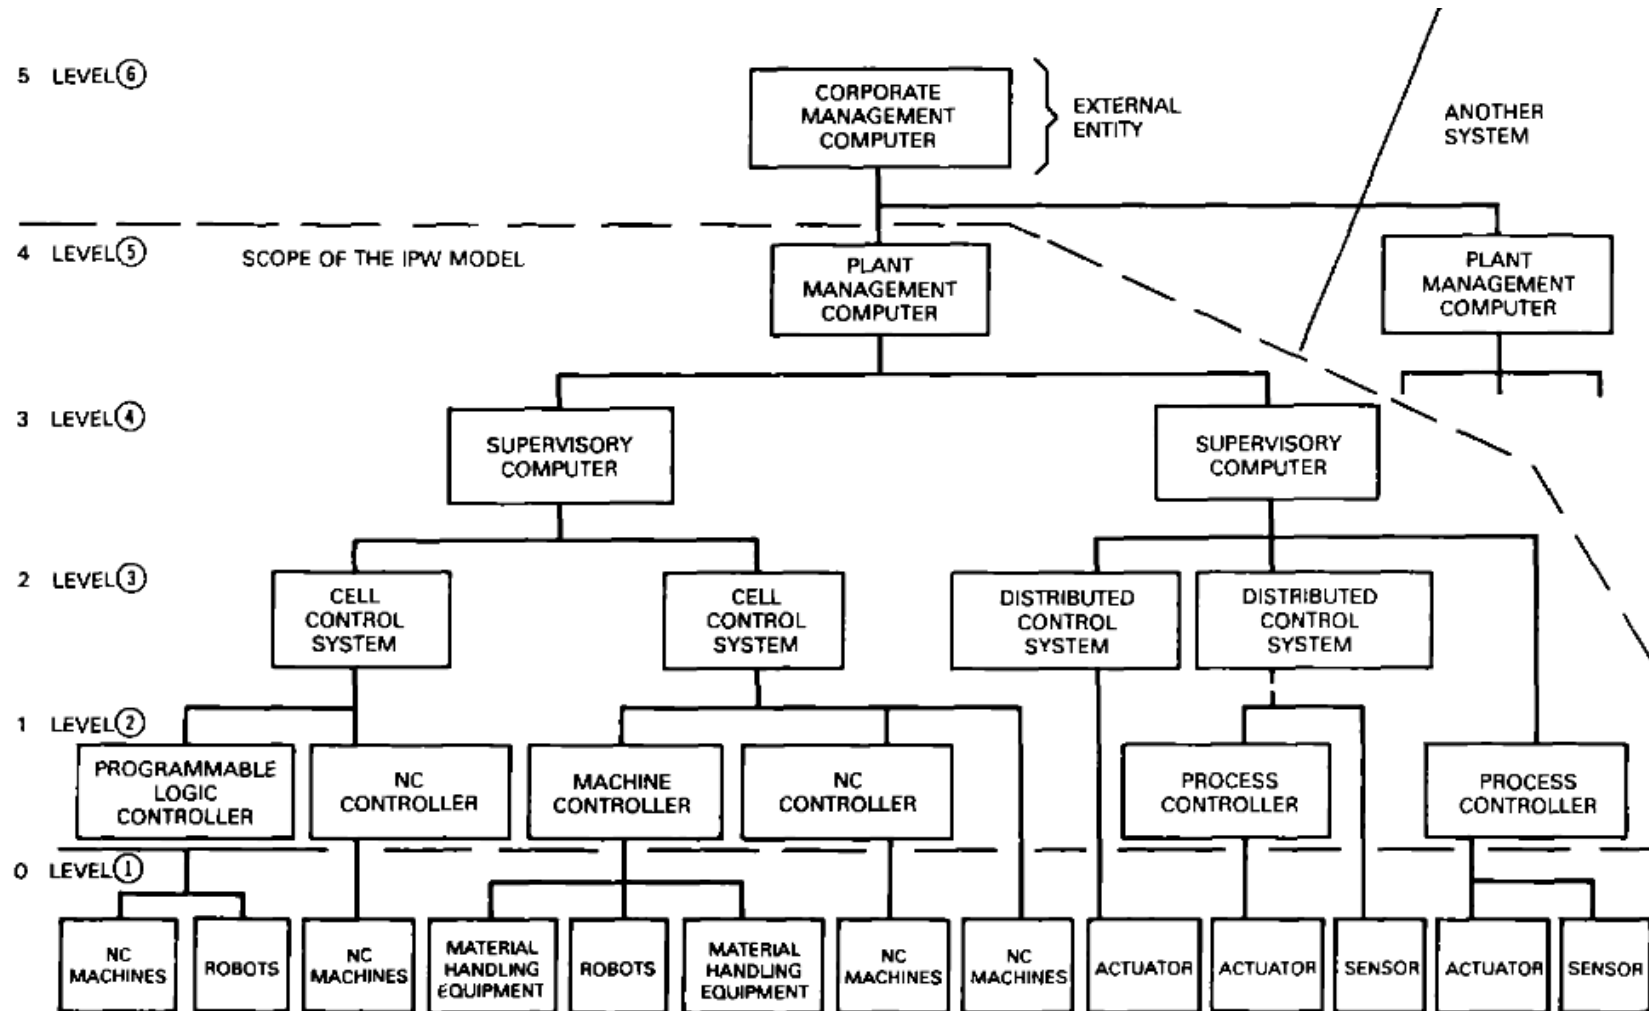 5 LEVEL 6
CORPORATE
MANAGEMENT
COMPUTER
EXTERNAL
ENTITY
ANOTHER
SYSTEM
4 LEVEL 5
SCOPE OF THE IPW MODEL
PLANT
MANAGEMENT
COMPUTER
PLANT
MANAGEMENT
COMPUTER
3 LEVEL 4
SUPERVISORY
COMPUTER
SUPERVISORY
COMPUTER
2 LEVEL 3
CELL
CONTROL
SYSTEM
CELL
CONTROL
SYSTEM
DISTRIBUTED
CONTROL
SYSTEM
DISTRIBUTED
CONTROL
SYSTEM
1 LEVEL 2
PROGRAMMABLE
LOGIC
CONTROLLER
NC
CONTROLLER
MACHINE
CONTROLLER
NC
CONTROLLER
PROCESS
CONTROLLER
PROCESS
CONTROLLER
0 LEVEL 1
NC
MACHINES
ROBOTS
NC
MACHINES
MATERIAL
HANDLING
EQUIPMENT
ROBOTS
MATERIAL
HANDLING
EQUIPMENT
NC
MACHINES
NC
MACHINES
ACTUATOR
ACTUATOR
SENSOR
ACTUATOR
SENSOR